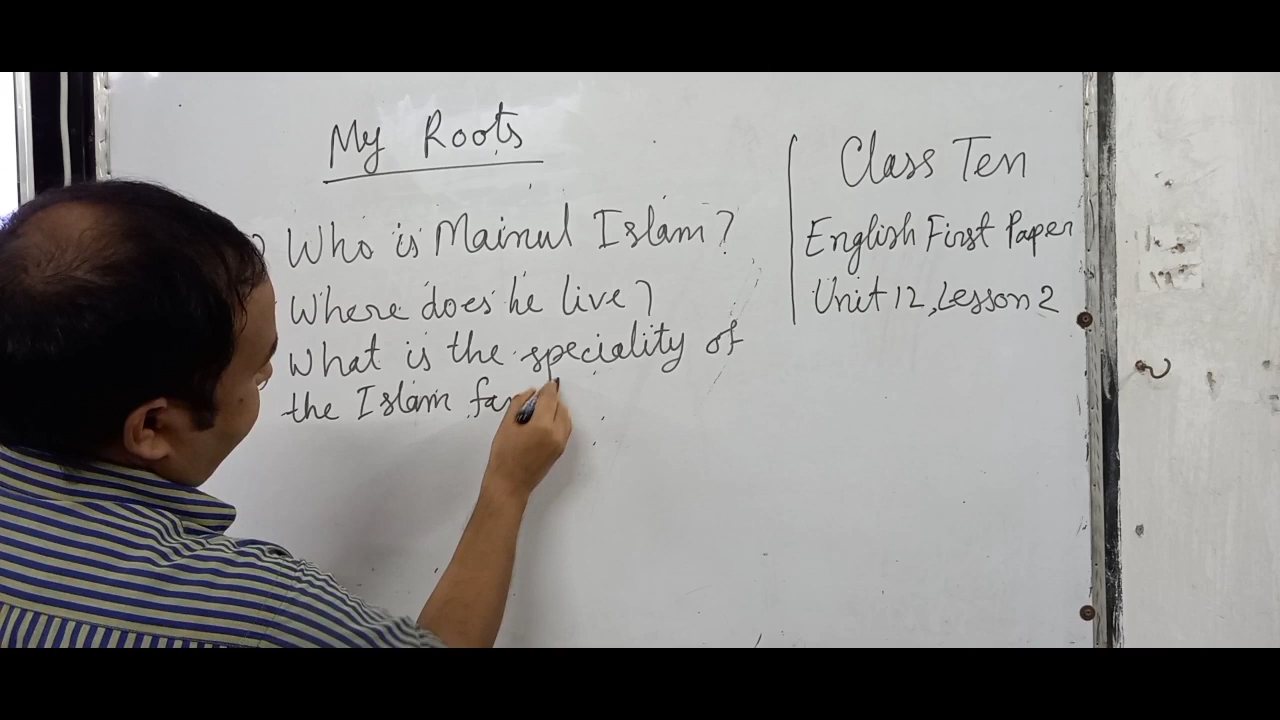 My Roots
Who is Mainul Islam?
Where does he live?
What is the speciality of
the Islam fa
Class Ten
English First Paper
Unit 12, Lesson 2